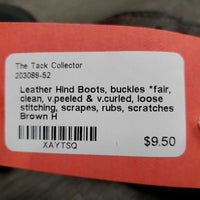 The Tack Collector
203088-52
Leather Hind Boots, buckles *fair,
clean, v.peeled & v.curled, loose
stitching, scrapes, rubs, scratches
Brown H
XAYTSQ
$9.50